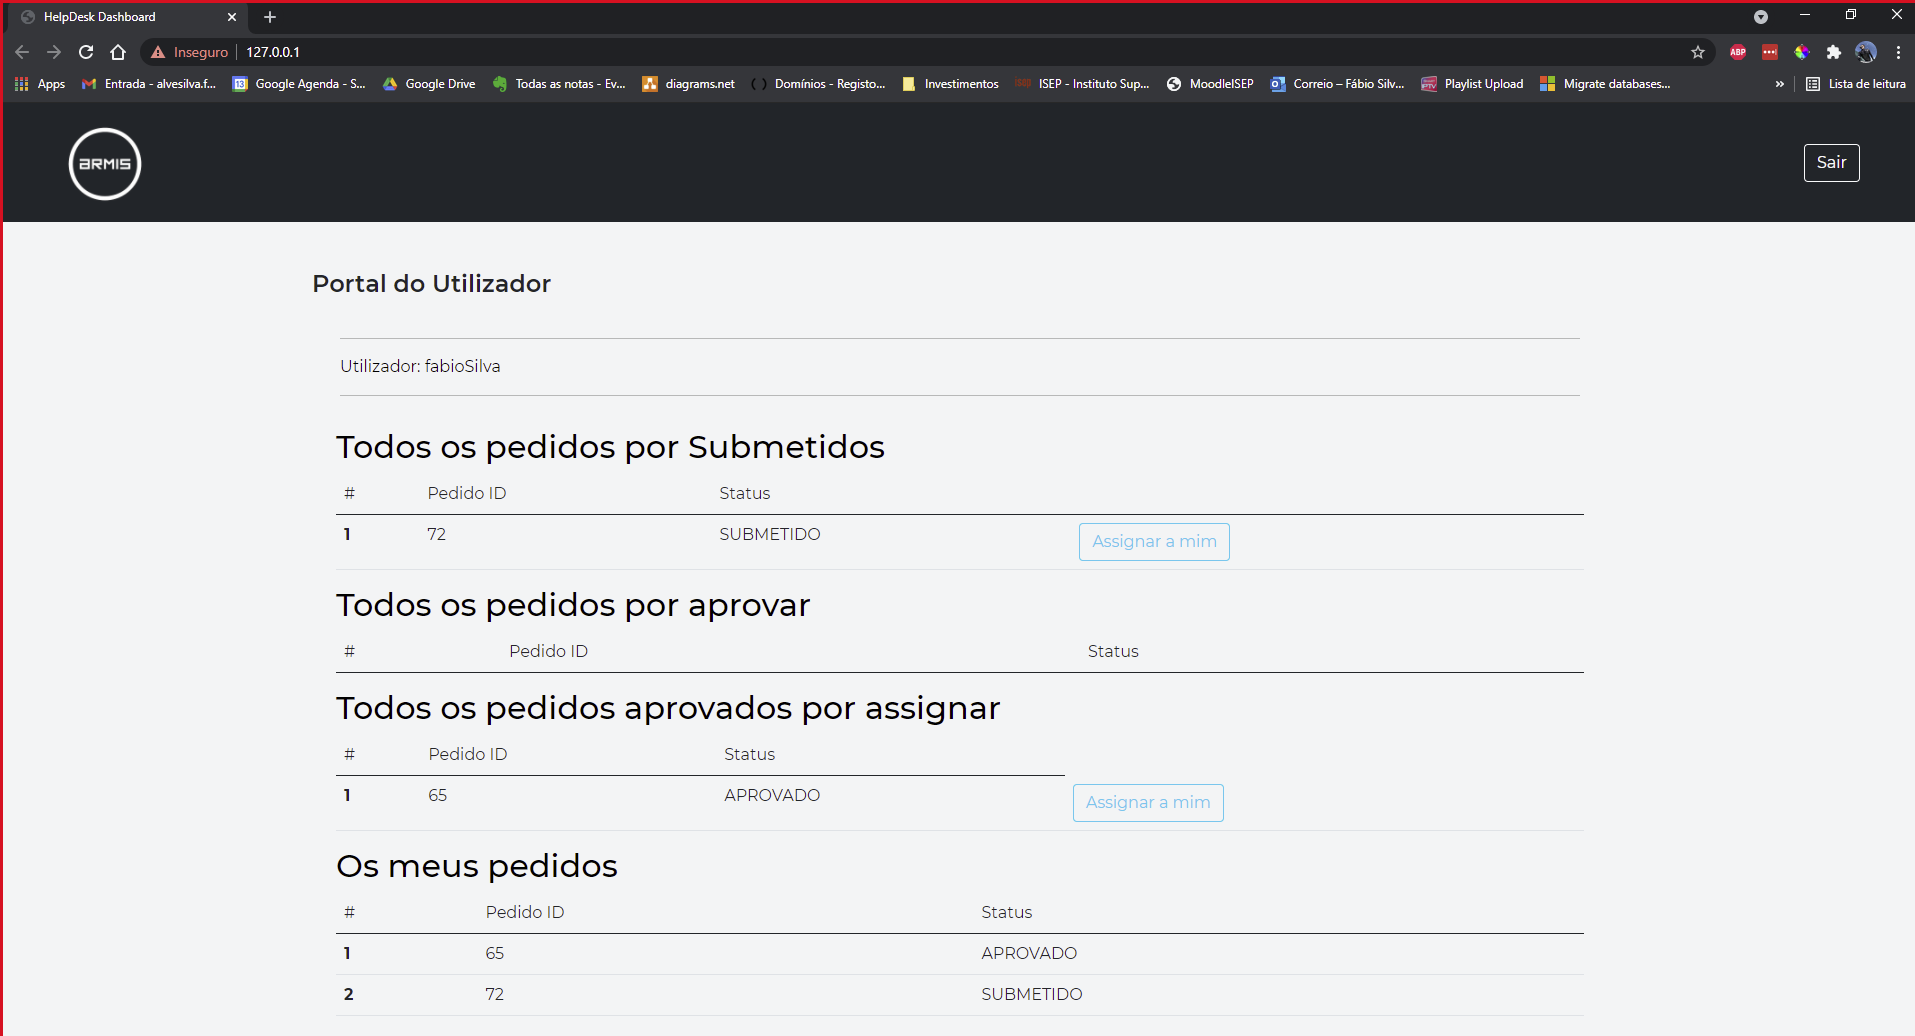 HelpDesk Dashboard
Inseguro 127.0.0.1
ABP
Apps Entrada - alvesilva.f... 13 Google Agenda - S... Google Drive Todas as notas - Ev... diagrams.net Domínios - Registo... Investimentos ISEP - Instituto Sup... MoodleISEP Correio – Fábio Silv... Playlist Upload Migrate databases... » Lista de leitura
ARMIS
Sair
Portal do Utilizador
Utilizador: fabioSilva
Todos os pedidos por Submetidos
# Pedido ID Status
1 72 SUBMETIDO Assignar a mim
Todos os pedidos por aprovar
# Pedido ID Status
Todos os pedidos aprovados por assignar
# Pedido ID Status
1 65 APROVADO Assignar a mim
Os meus pedidos
# Pedido ID Status
1 65 APROVADO
2 72 SUBMETIDO